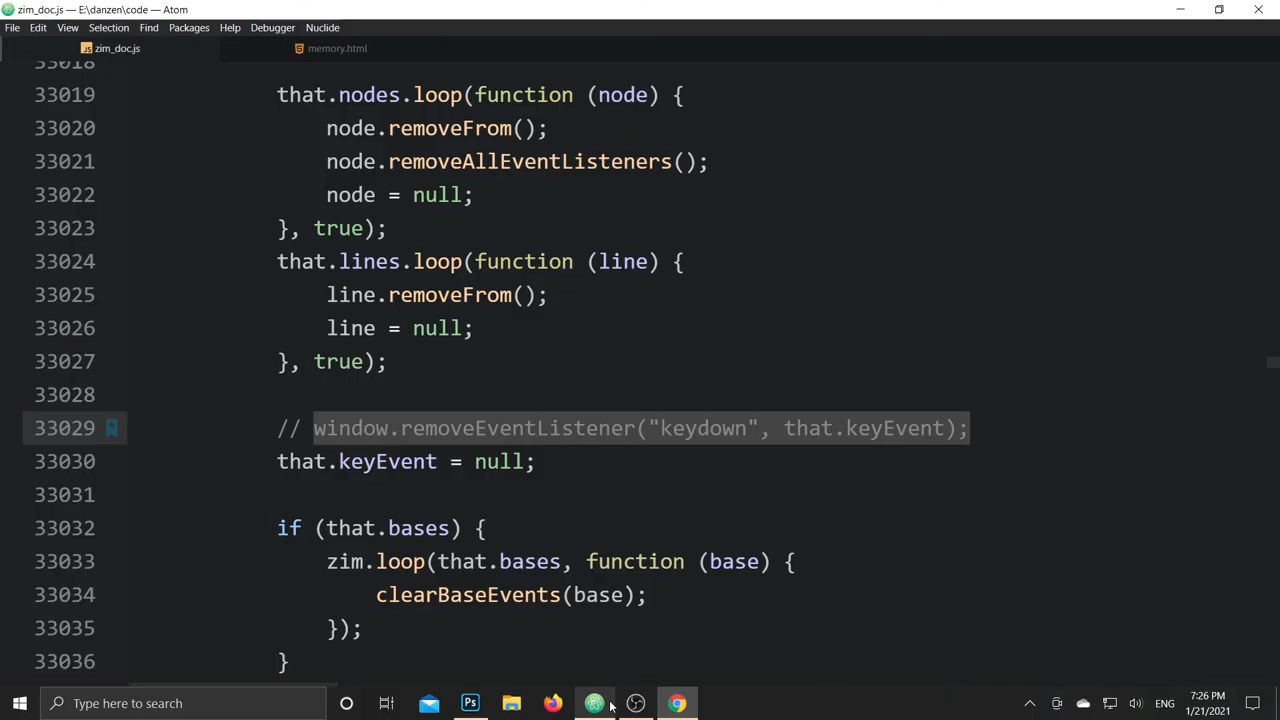 zim_doc.js — E:\danzen\code — Atom
File Edit View Selection Find Packages Help Debugger Nuclide
zim_doc.js memory.html
33018
33019 that.nodes.loop(function (node) {
33020 node.removeFrom();
33021 node.removeAllEventListeners();
33022 node = null;
33023 }, true);
33024 that.lines.loop(function (line) {
33025 line.removeFrom();
33026 line = null;
33027 }, true);
33028
33029 // window.removeEventListener("keydown", that.keyEvent);
33030 that.keyEvent = null;
33031
33032 if (that.bases) {
33033 zim.loop(that.bases, function (base) {
33034 clearBaseEvents(base);
33035 });
33036 }
Type here to search
Ps
ENG
7:26 PM
1/21/2021